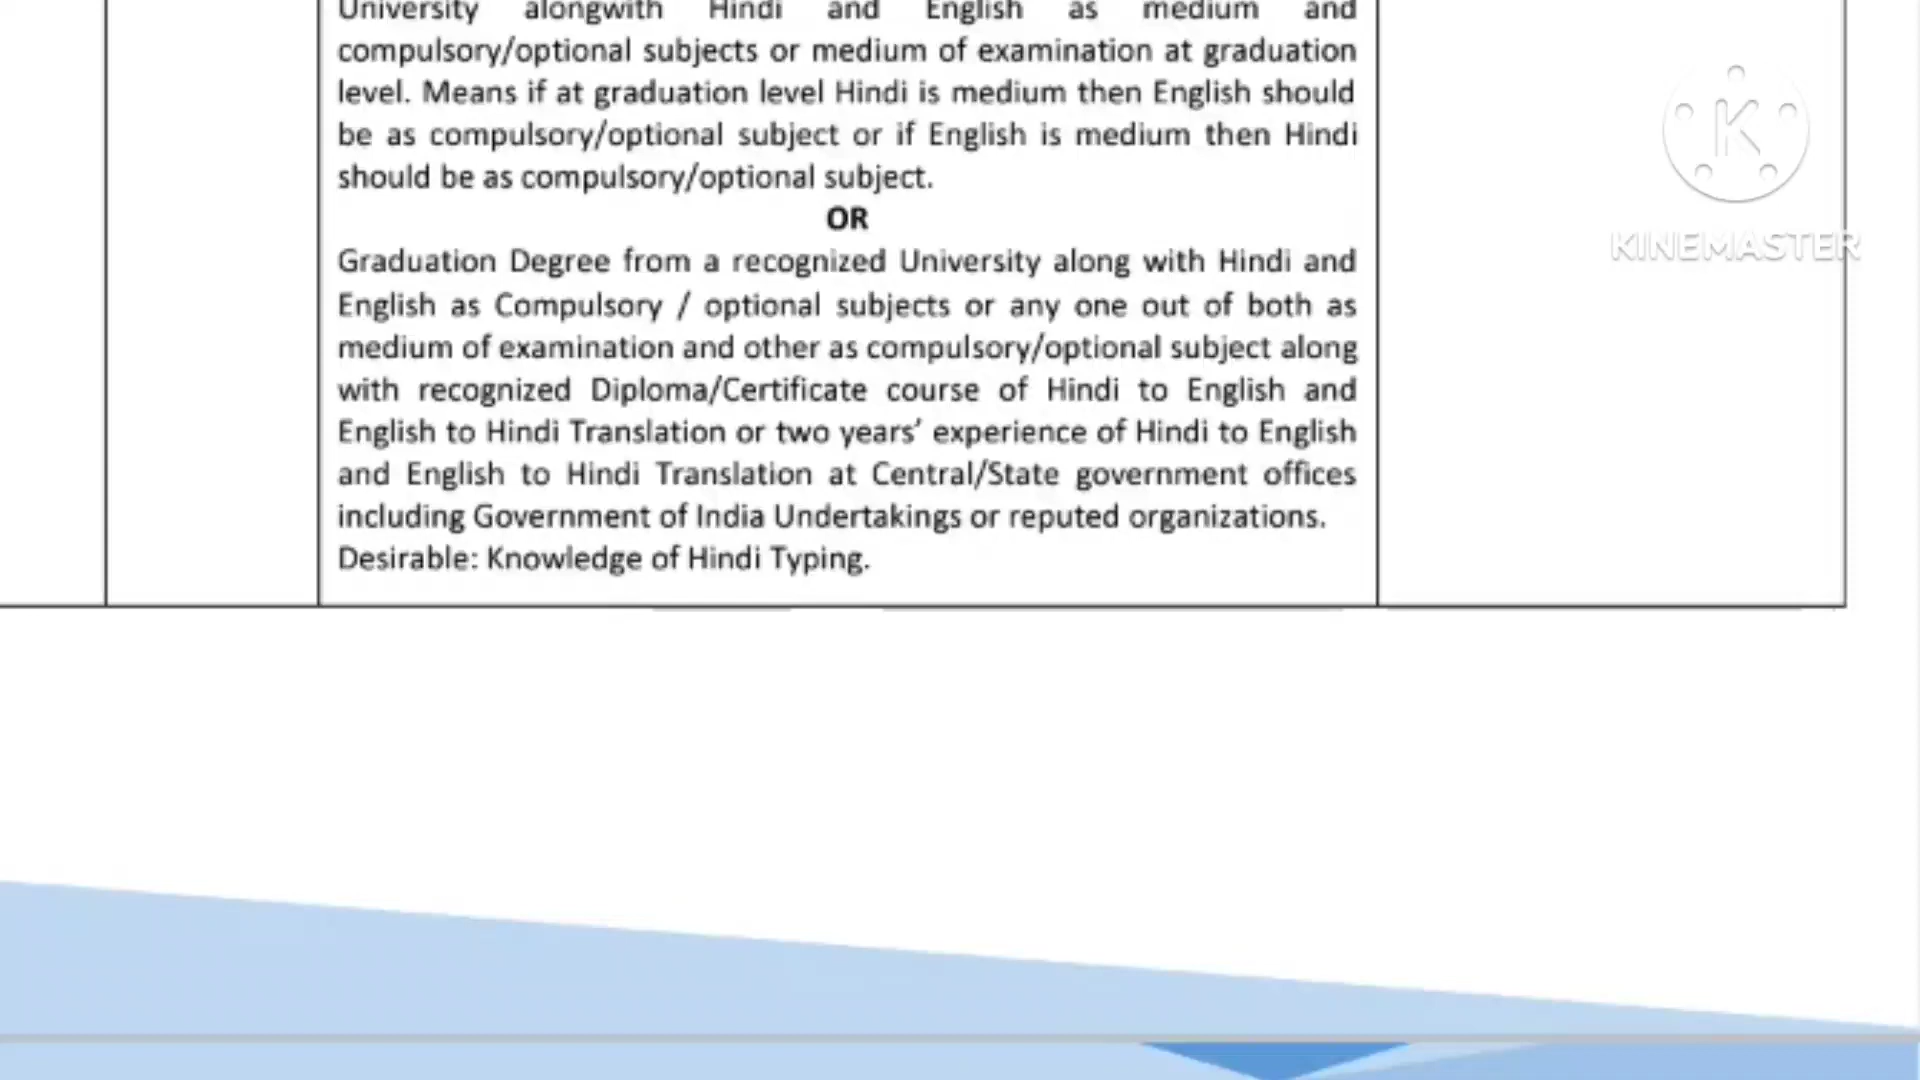 University alongwith Hindi and English as medium and
compulsory/optional subjects or medium of examination at graduation
level. Means if at graduation level Hindi is medium then English should
be as compulsory/optional subject or if English is medium then Hindi
should be as compulsory/optional subject.
OR
Graduation Degree from a recognized University along with Hindi and
English as Compulsory / optional subjects or any one out of both as
medium of examination and other as compulsory/optional subject along
with recognized Diploma/Certificate course of Hindi to English and
English to Hindi Translation or two years’ experience of Hindi to English
and English to Hindi Translation at Central/State government offices
including Government of India Undertakings or reputed organizations.
Desirable: Knowledge of Hindi Typing.
K
KINEMASTER